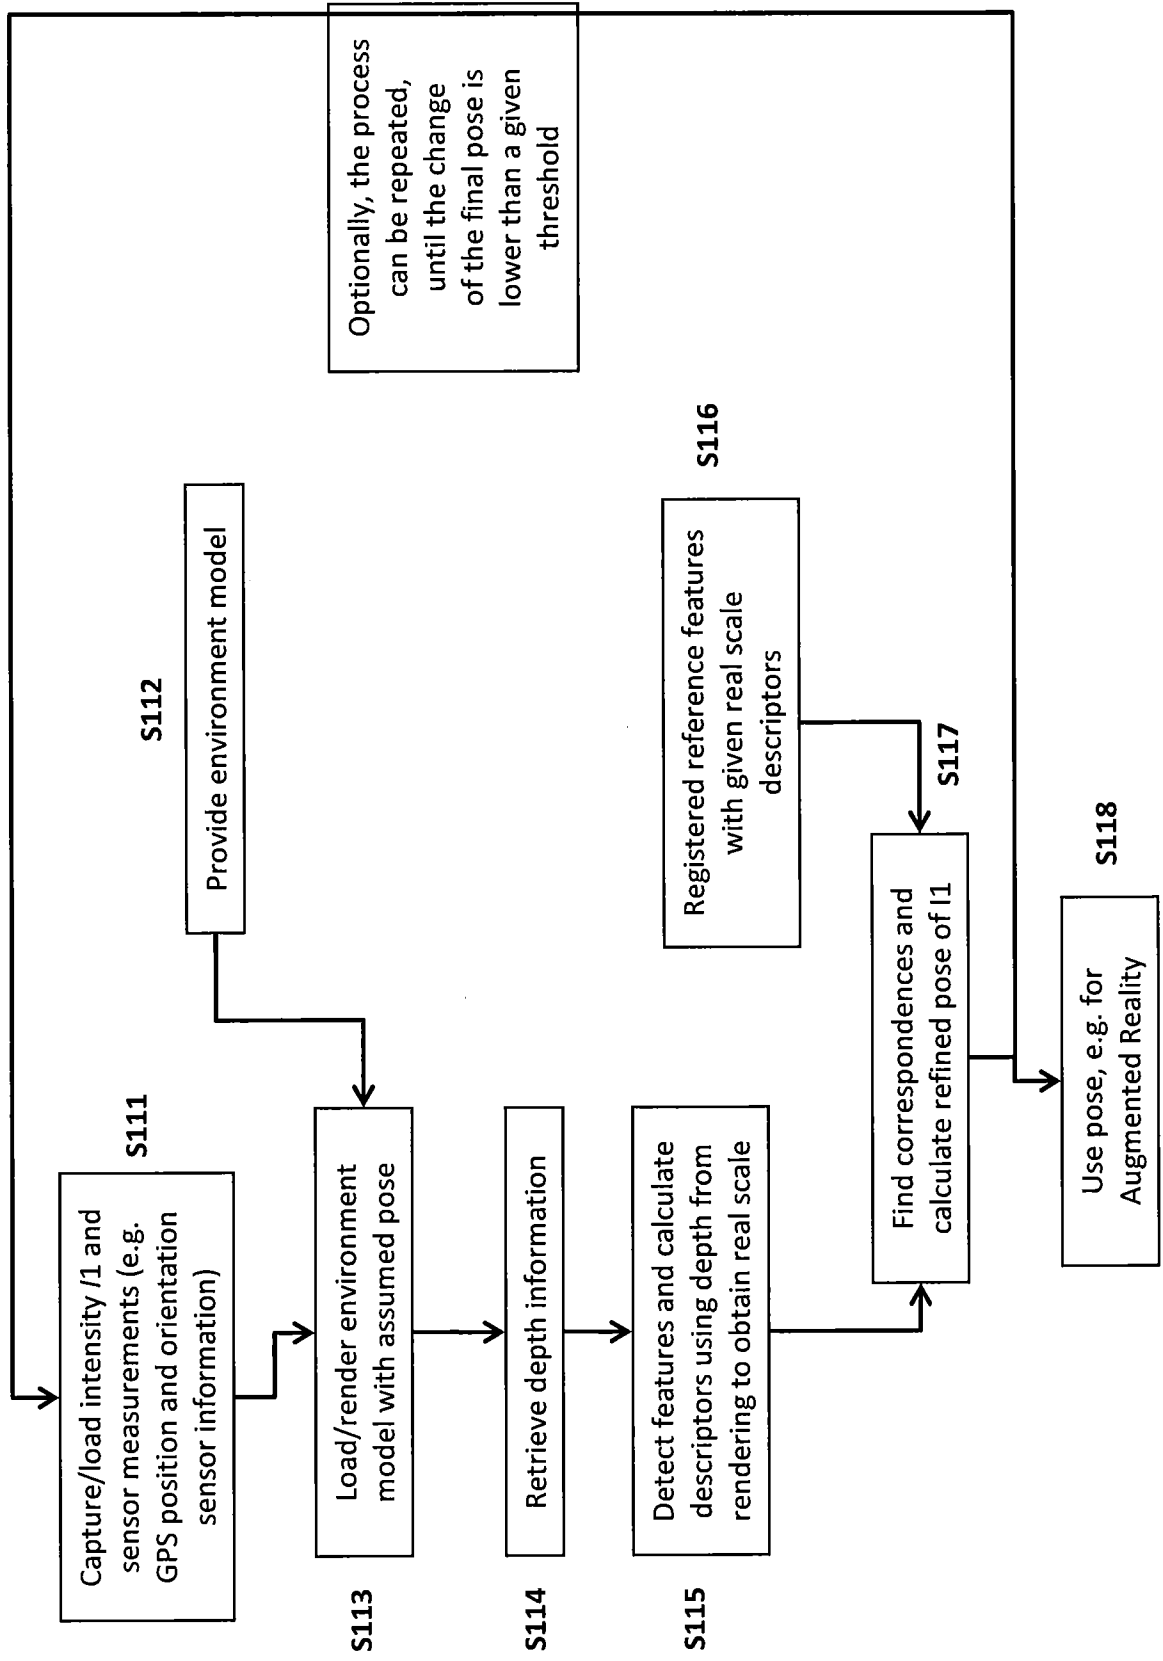 S111
Capture/load intensity I1 and
sensor measurements (e.g.
GPS position and orientation
sensor information)
S112
Provide environment model
S113
Load/render environment
model with assumed pose
Optionally, the process
can be repeated,
until the change
of the final pose is
lower than a given
threshold
S114
Retrieve depth information
S115
Detect features and calculate
descriptors using depth from
rendering to obtain real scale
S116
Registered reference features
with given real scale
descriptors
S117
Find correspondences and
calculate refined pose of I1
S118
Use pose, e.g. for
Augmented Reality